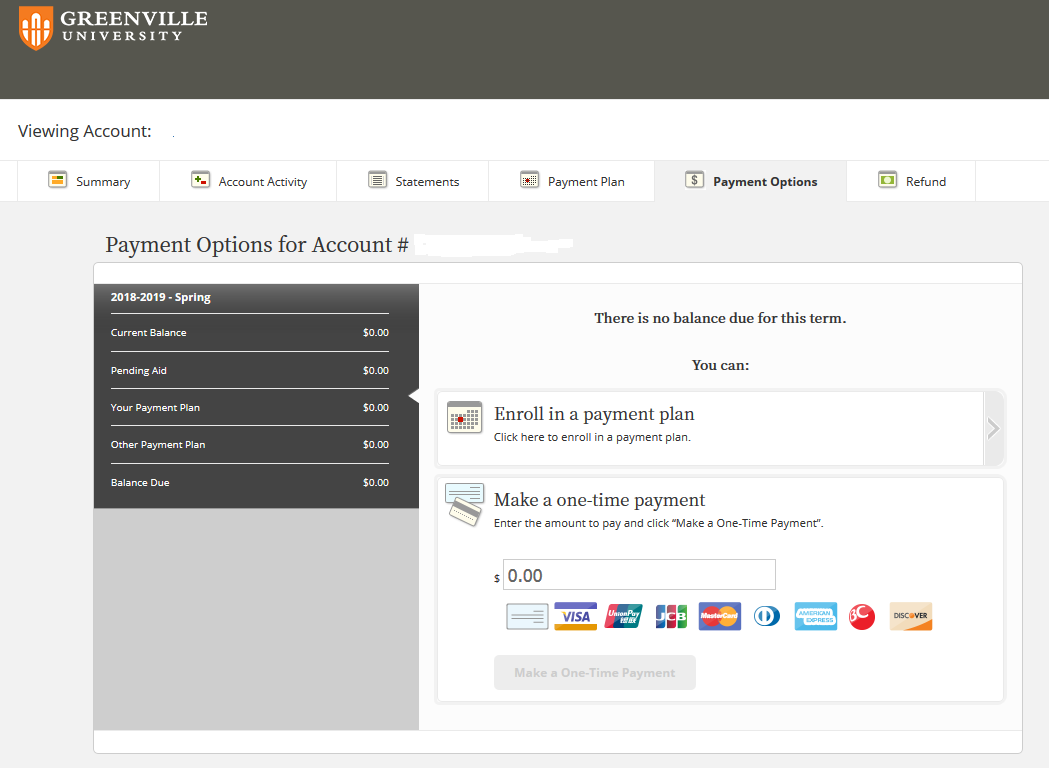 GREENVILLE
UNIVERSITY
Viewing Account:
Summary
Account Activity
Statements
Payment Plan
$
Payment Options
Refund
Payment Options for Account #
2018-2019 - Spring
Current Balance $0.00
Pending Aid $0.00
Your Payment Plan $0.00
Other Payment Plan $0.00
Balance Due $0.00
There is no balance due for this term.
You can:
Enroll in a payment plan
Click here to enroll in a payment plan.
Make a one-time payment
Enter the amount to pay and click “Make a One-Time Payment”.
$ 0.00
VISA
UnionPay
银联
JCB
MasterCard
AMERICAN
EXPRESS
BC
DISCOVER
Make a One-Time Payment